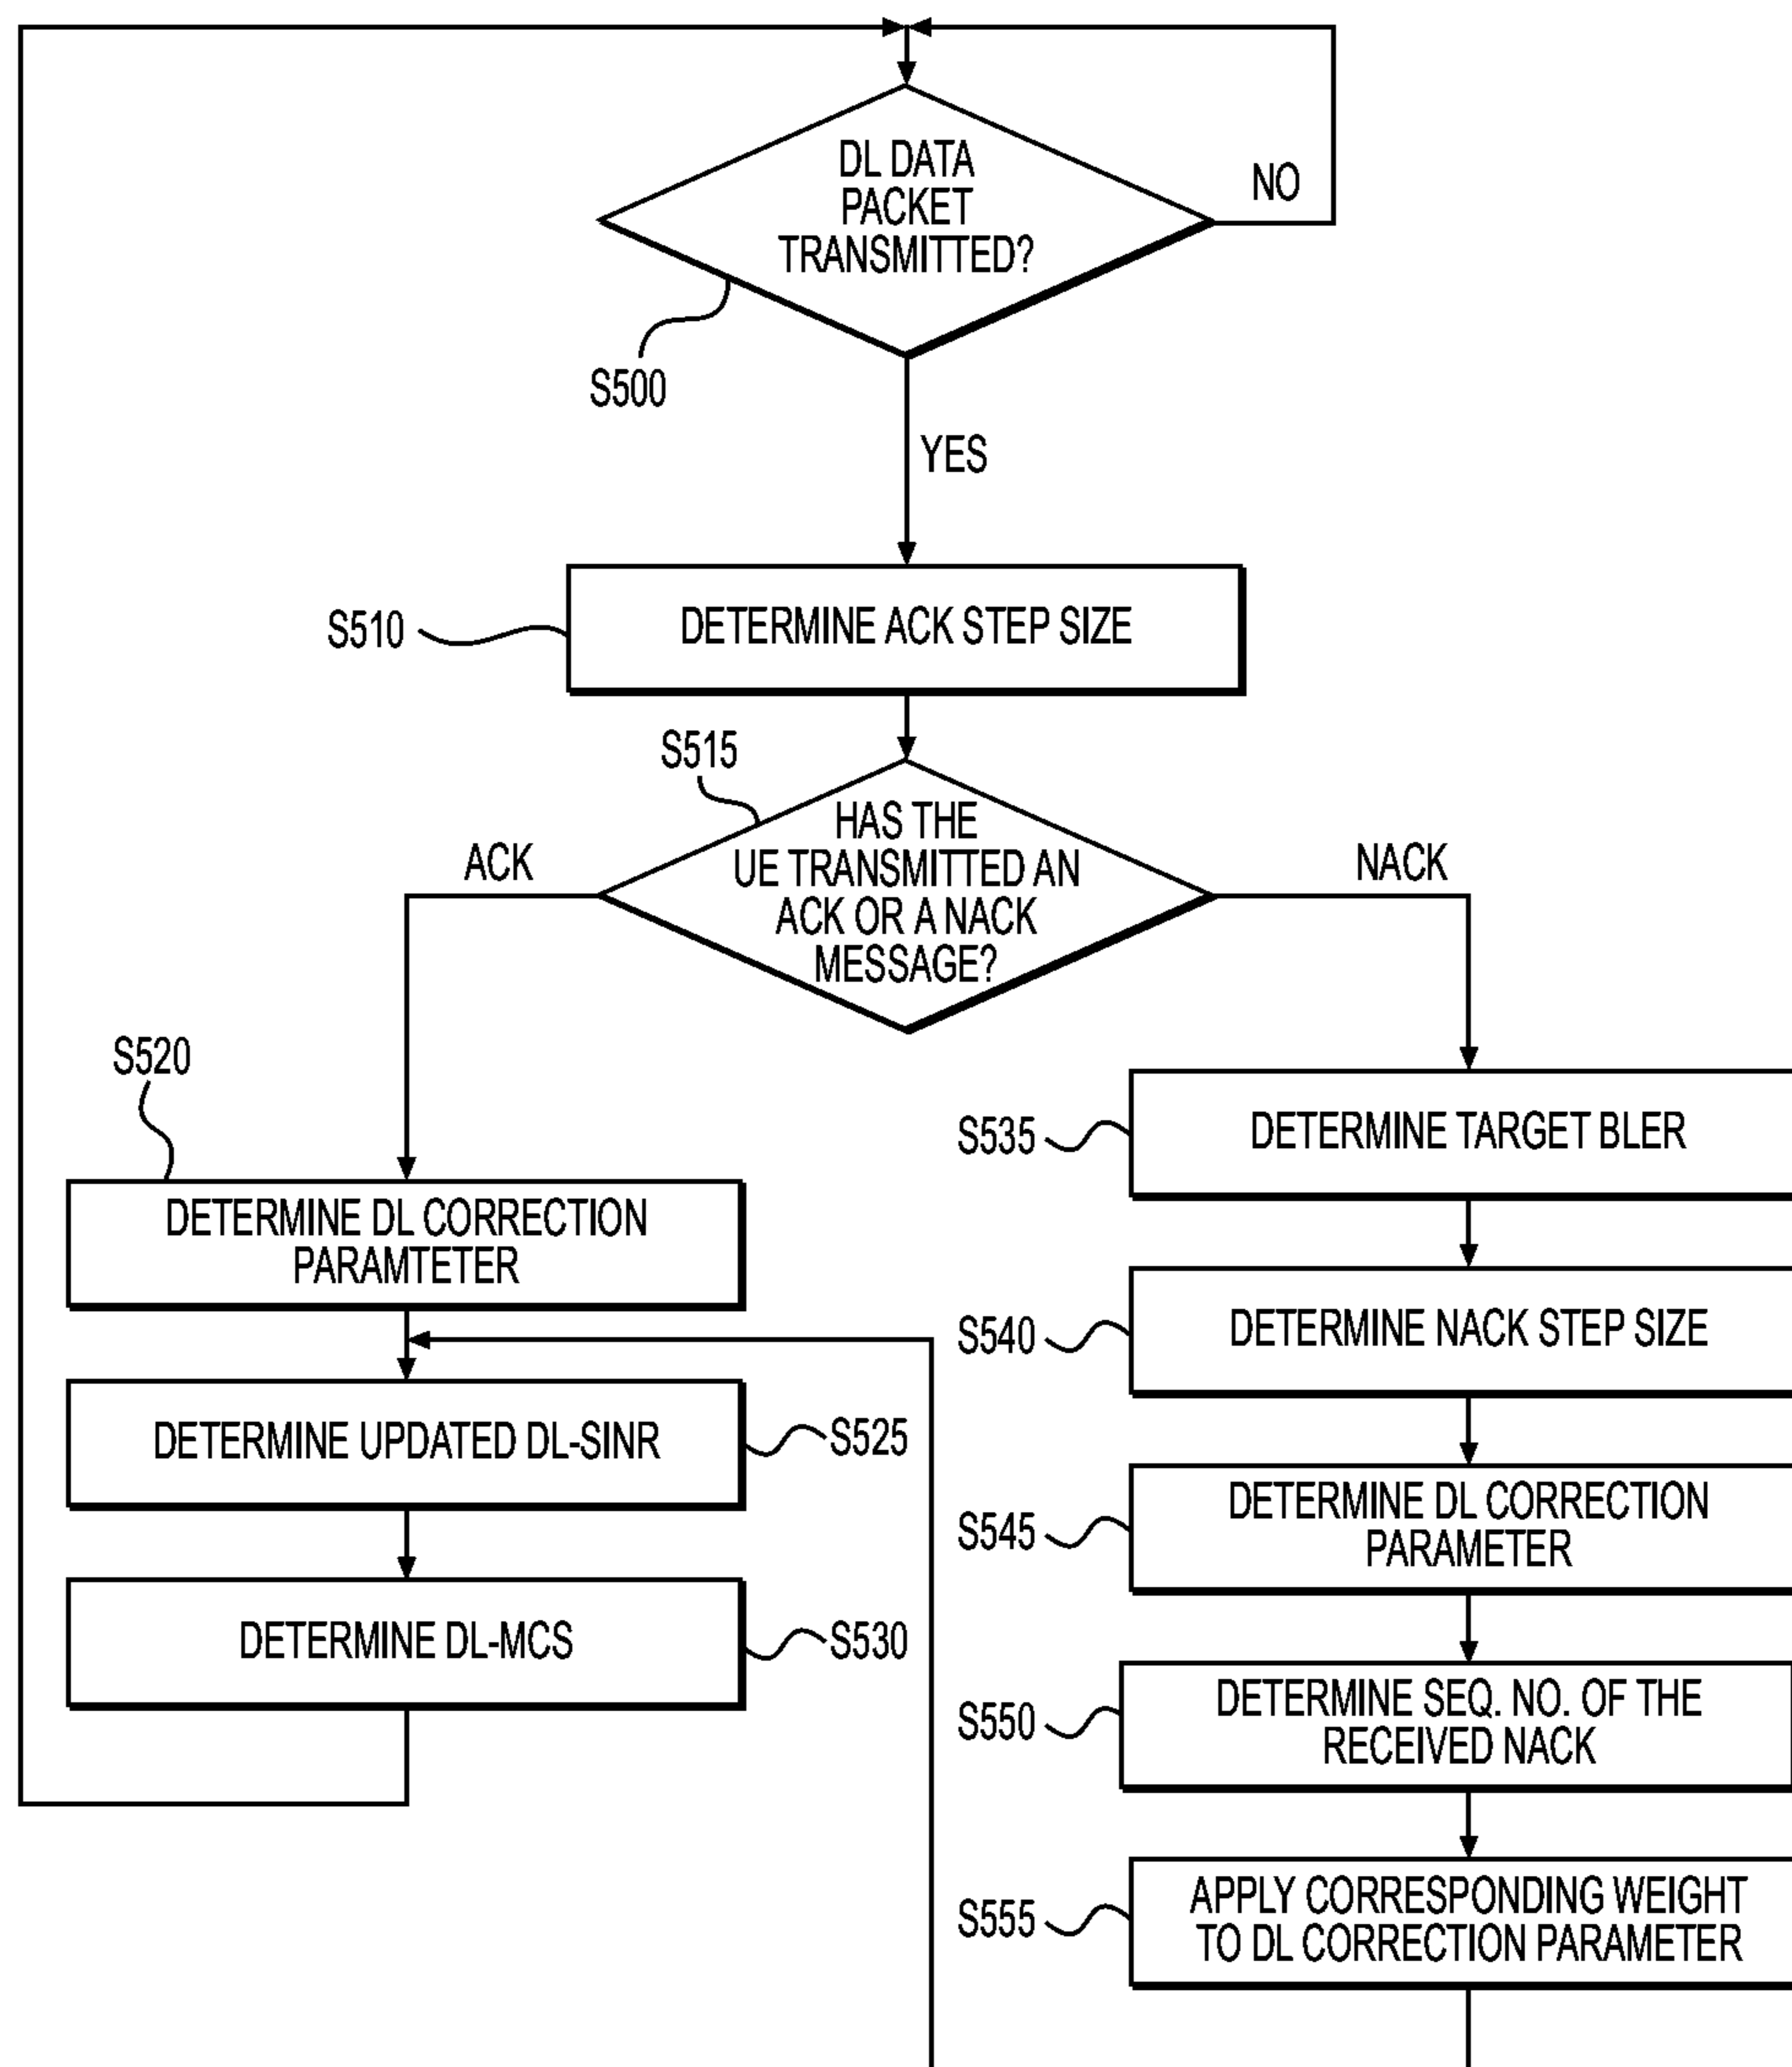 DL DATA
PACKET
TRANSMITTED?
NO
S500
YES
S510
DETERMINE ACK STEP SIZE
S515
HAS THE
UE TRANSMITTED AN
ACK OR A NACK
MESSAGE?
ACK
NACK
S520
DETERMINE DL CORRECTION
PARAMTETER
DETERMINE UPDATED DL-SINR
S525
DETERMINE DL-MCS
S530
S535
DETERMINE TARGET BLER
S540
DETERMINE NACK STEP SIZE
S545
DETERMINE DL CORRECTION
PARAMETER
S550
DETERMINE SEQ. NO. OF THE
RECEIVED NACK
S555
APPLY CORRESPONDING WEIGHT
TO DL CORRECTION PARAMETER